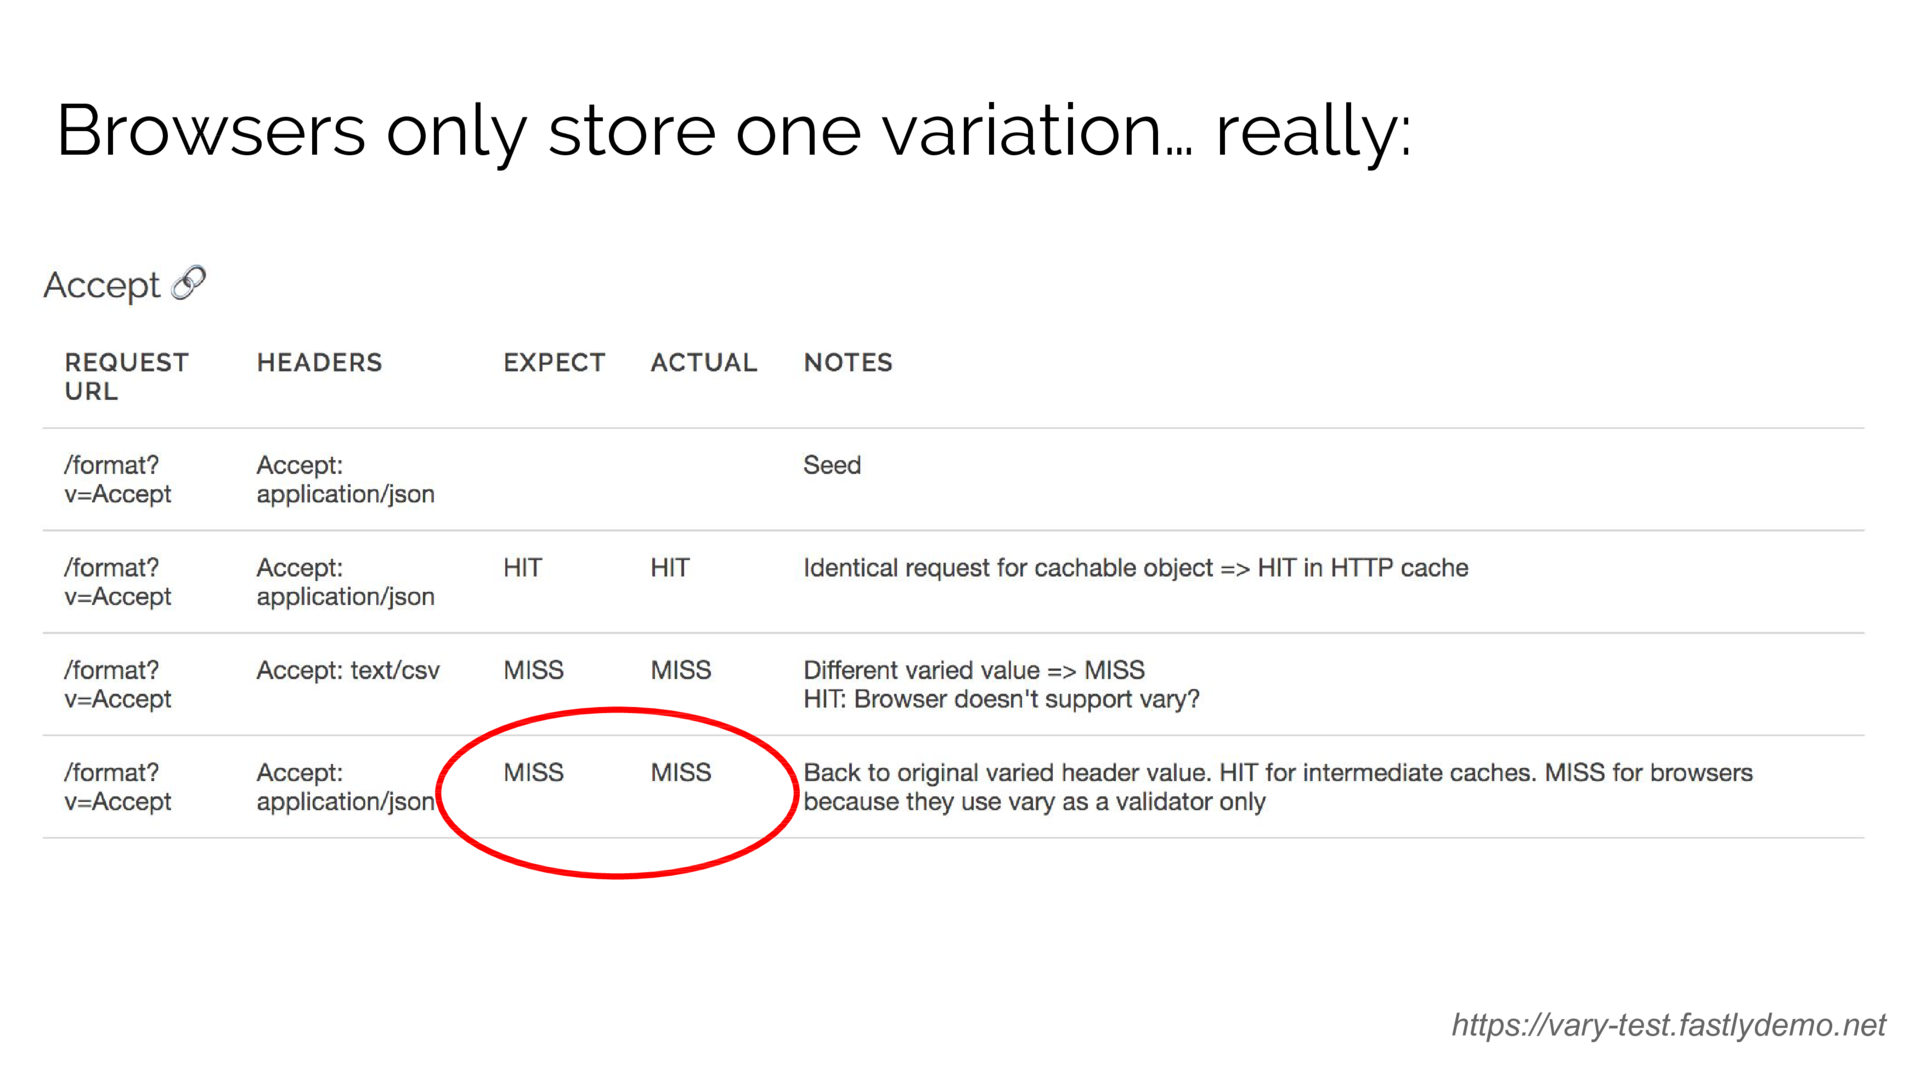 Browsers only store one variation… really:
Accept
REQUEST URL HEADERS EXPECT ACTUAL NOTES
/format? Accept: Seed
v=Accept application/json
/format? Accept: HIT HIT Identical request for cachable object => HIT in HTTP cache
v=Accept application/json
/format? Accept: text/csv MISS MISS Different varied value => MISS
v=Accept HIT: Browser doesn't support vary?
/format? Accept: MISS MISS Back to original varied header value. HIT for intermediate caches. MISS for browsers
v=Accept application/json because they use vary as a validator only
https://vary-test.fastlydemo.net